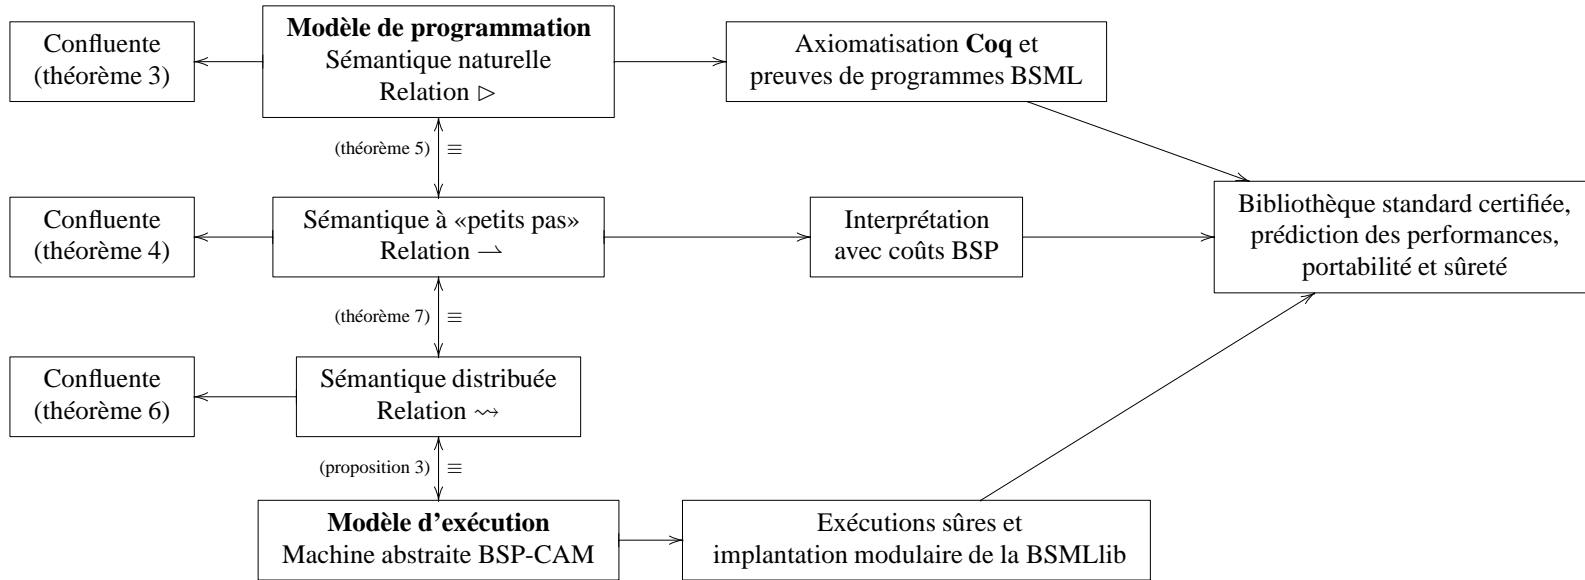 Confluente
(théorème 3)
Modèle de programmation
Sémantique naturelle
Relation ▷
Axiomatisation Coq et
preuves de programmes BSML
(théorème 5) ≡
Confluente
(théorème 4)
Sémantique à «petits pas»
Relation ⇀
Interprétation
avec coûts BSP
Bibliothèque standard certifiée,
prédiction des performances,
portabilité et sûreté
(théorème 7) ≡
Confluente
(théorème 6)
Sémantique distribuée
Relation ⇝
(proposition 3) ≡
Modèle d'exécution
Machine abstraite BSP-CAM
Exécutions sûres et
implantation modulaire de la BSMLlib